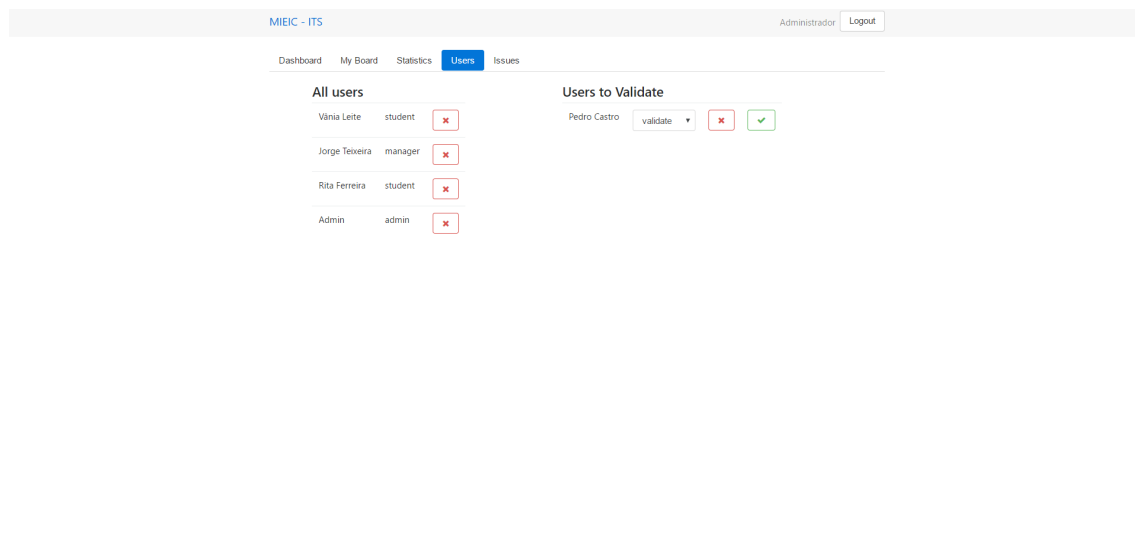 MIEIC - ITS Administrador Logout
Dashboard My Board Statistics Users Issues
All users
Vânia Leite student
Jorge Teixeira manager
Rita Ferreira student
Admin admin
Users to Validate
Pedro Castro validate